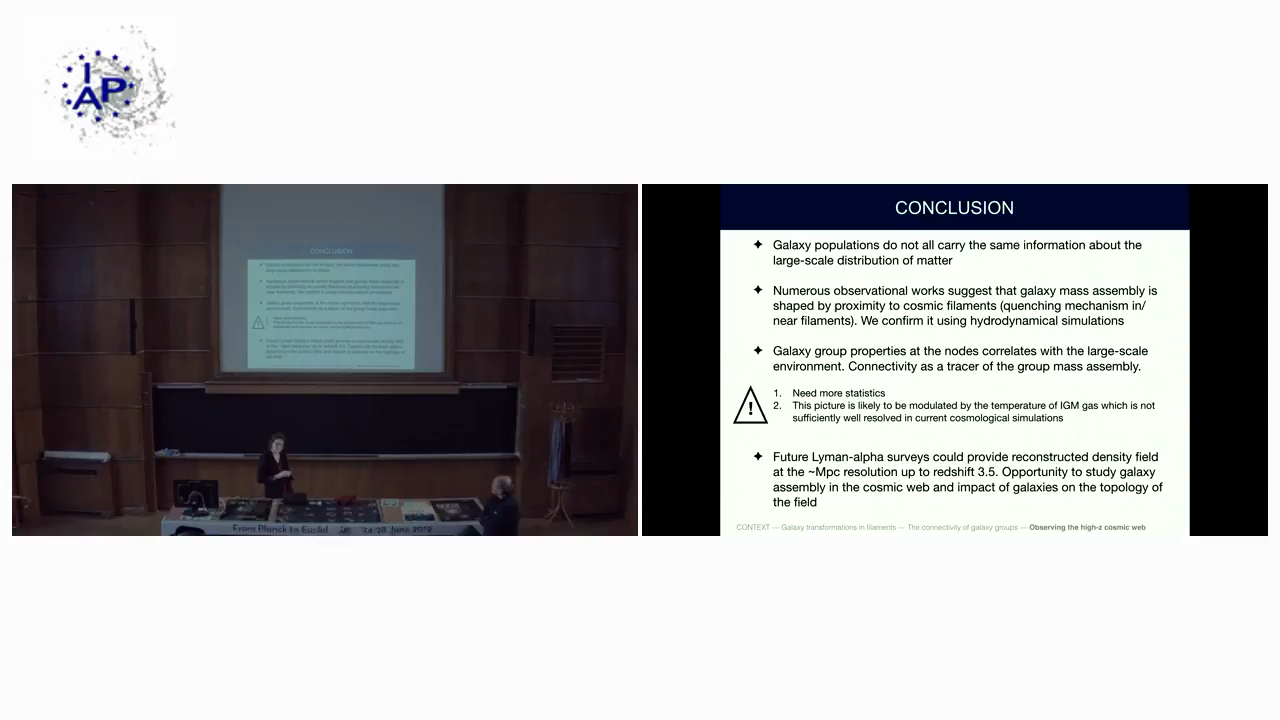 I
AP
CONCLUSION
✦ Galaxy populations do not all carry the same information about the
large-scale distribution of matter
✦ Numerous observational works suggest that galaxy mass assembly is
shaped by proximity to cosmic filaments (quenching mechanism in/
near filaments). We confirm it using hydrodynamical simulations
✦ Galaxy group properties at the nodes correlates with the large-scale
environment. Connectivity as a tracer of the group mass assembly.
!
1. Need more statistics
2. This picture is likely to be modulated by the temperature of IGM gas which is not
sufficiently well resolved in current cosmological simulations
✦ Future Lyman-alpha surveys could provide reconstructed density field
at the ~Mpc resolution up to redshift 3.5. Opportunity to study galaxy
assembly in the cosmic web and impact of galaxies on the topology of
the field
CONTEXT — Galaxy transformations in filaments — The connectivity of galaxy groups — Observing the high-z cosmic web
CONCLUSION
From Planck to Euclid